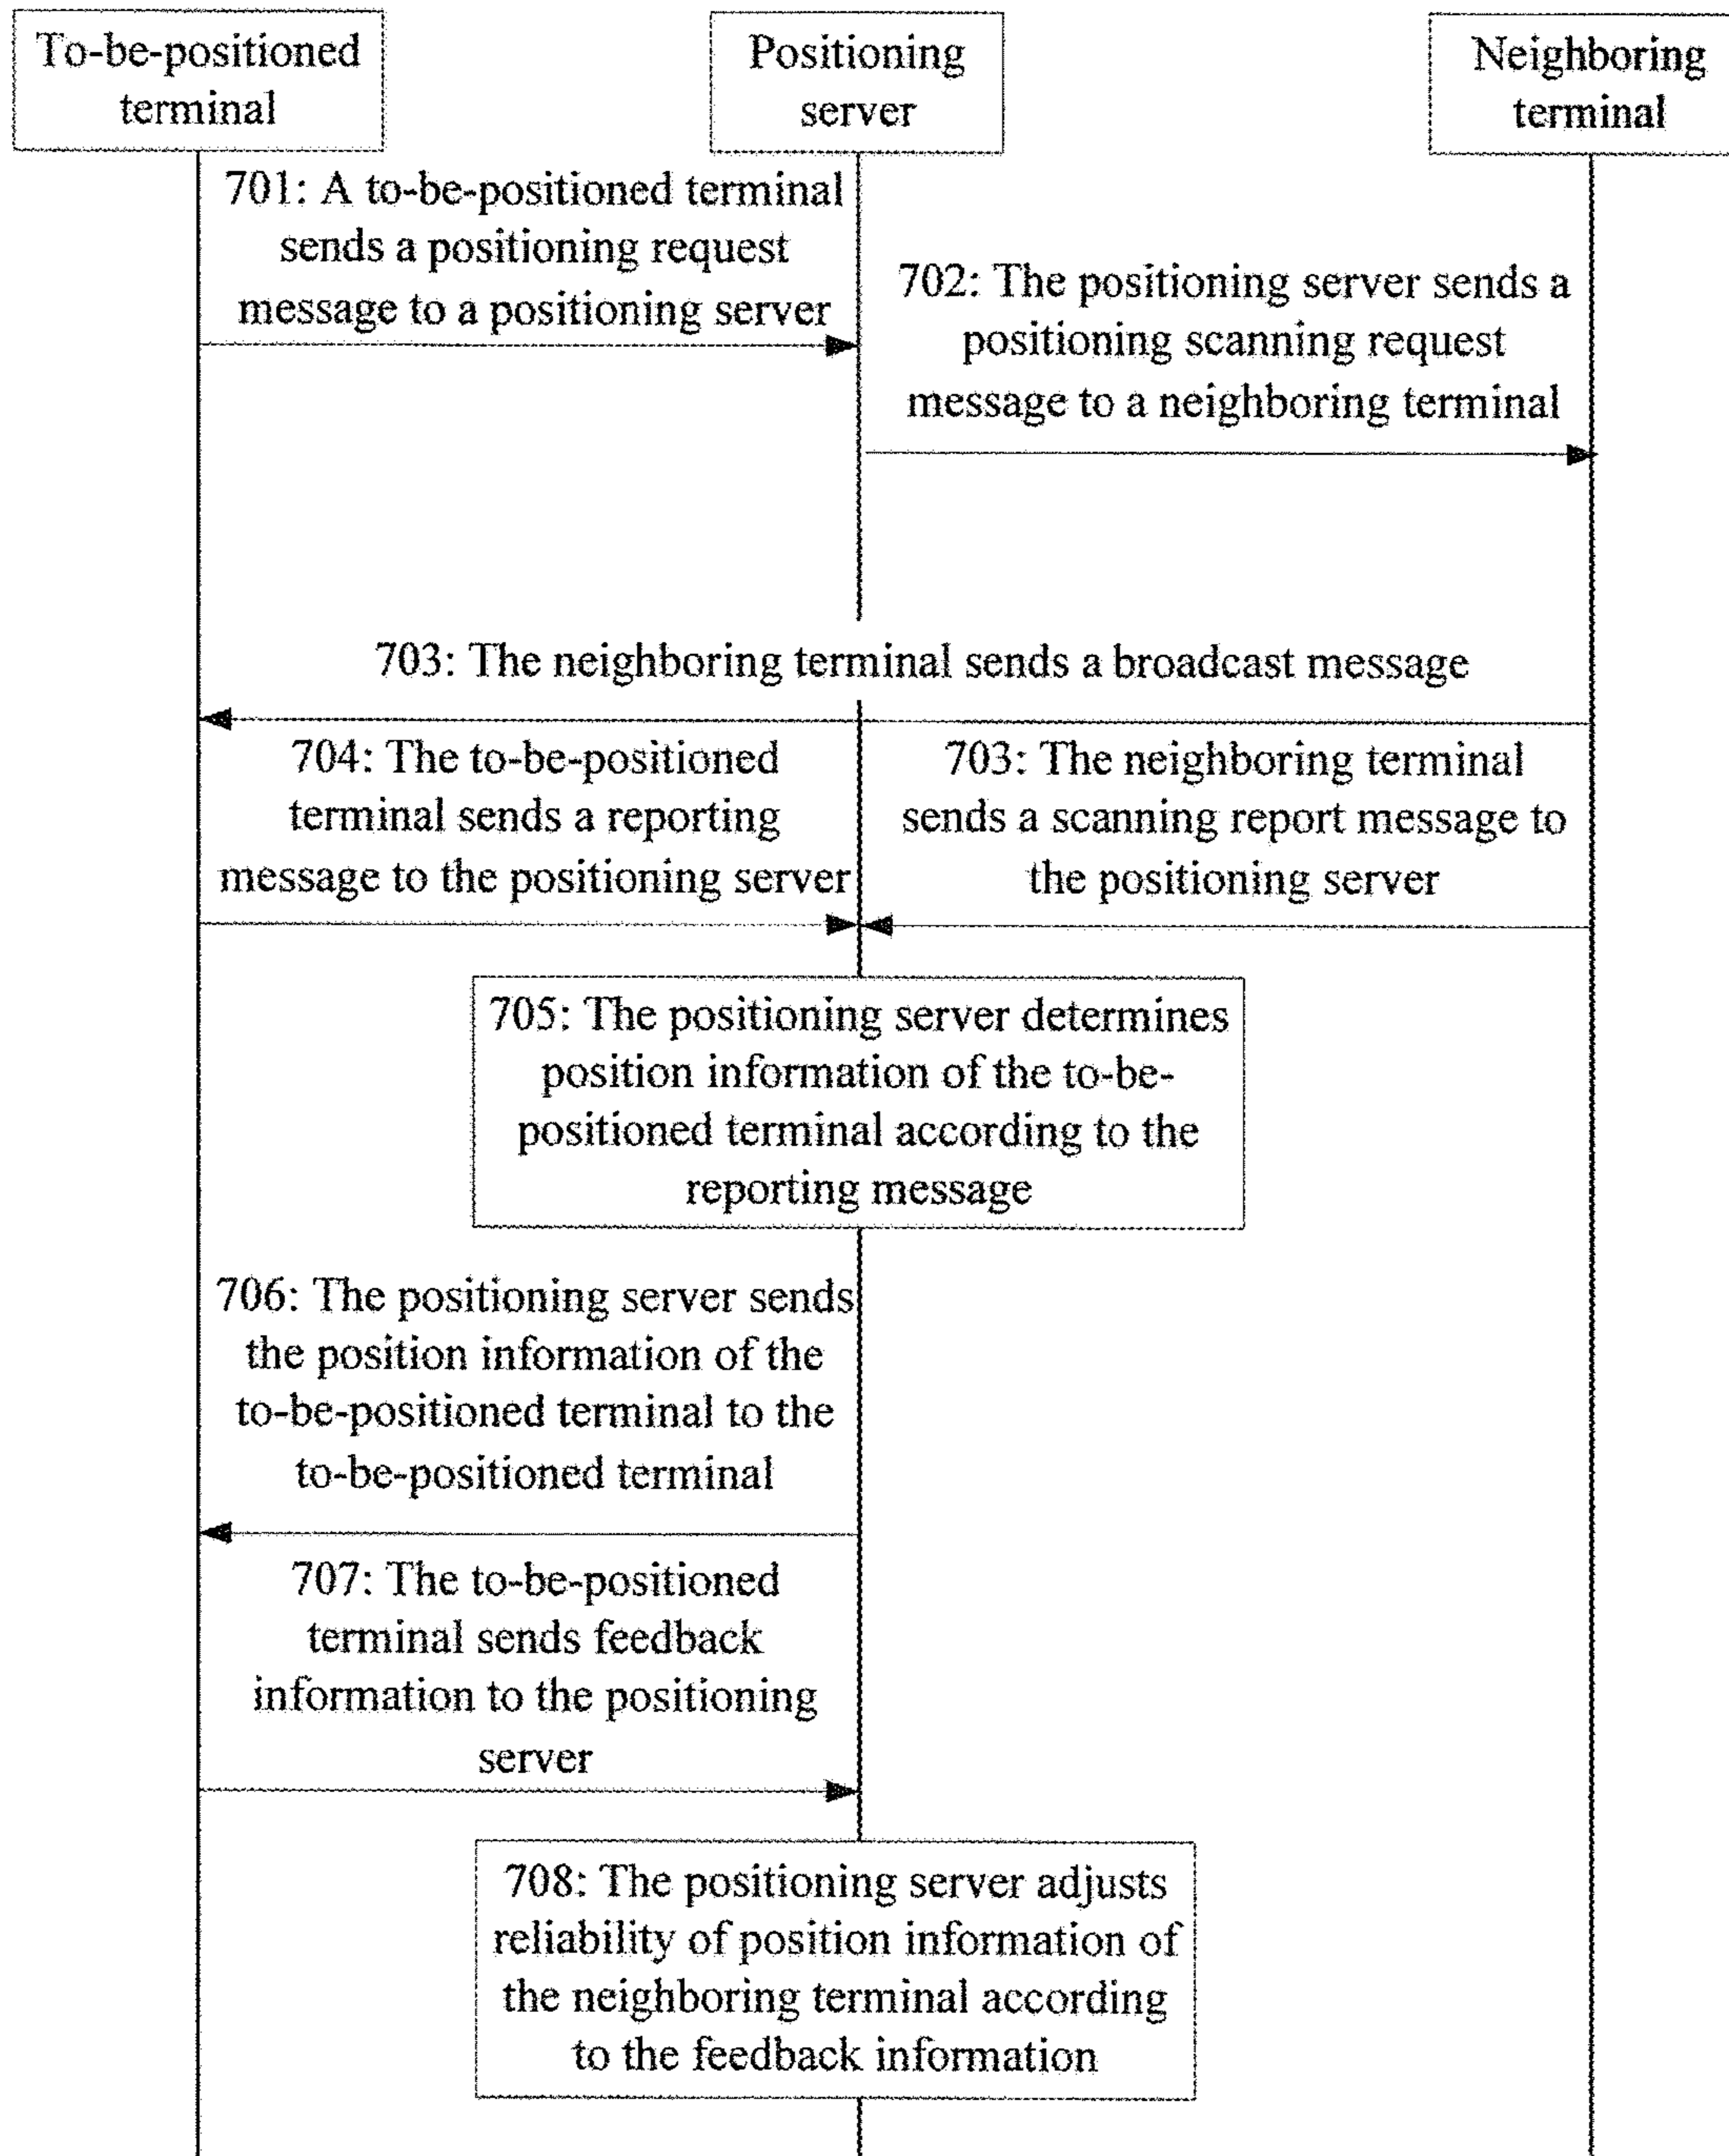 To-be-positioned
terminal
Positioning
server
Neighboring
terminal
701: A to-be-positioned terminal
sends a positioning request
message to a positioning server
702: The positioning server sends a
positioning scanning request
message to a neighboring terminal
703: The neighboring terminal sends a broadcast message
704: The to-be-positioned
terminal sends a reporting
message to the positioning server
703: The neighboring terminal
sends a scanning report message to
the positioning server
705: The positioning server determines
position information of the to-be-
positioned terminal according to the
reporting message
706: The positioning server sends
the position information of the
to-be-positioned terminal to the
to-be-positioned terminal
707: The to-be-positioned
terminal sends feedback
information to the positioning
server
708: The positioning server adjusts
reliability of position information of
the neighboring terminal according
to the feedback information